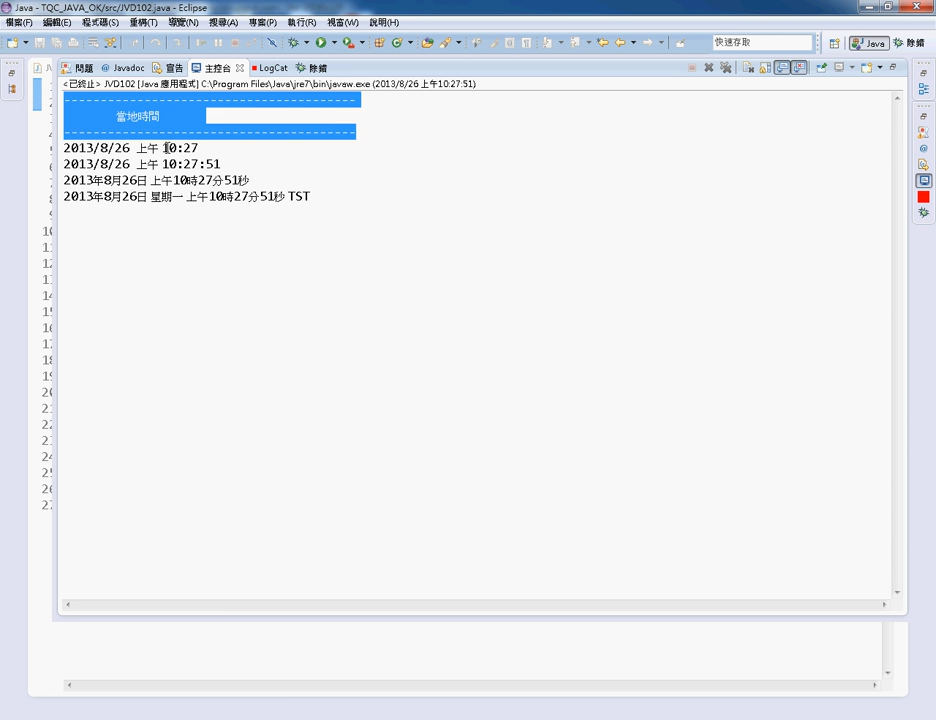 Java - TQC_JAVA_OK/src/JVD102.java - Eclipse
檔案(F) 編輯(E) 程式碼(S) 重構(T) 導覽(N) 搜尋(A) 專案(P) 執行(R) 視窗(W) 說明(H)
快速存取 Java 除錯
問題 @ Javadoc 宣告 主控台 LogCat 除錯
<已終止> JVD102 [Java 應用程式] C:\Program Files\Java\jre7\bin\javaw.exe (2013/8/26 上午10:27:51)
------------------------------------
當地時間
------------------------------------
2013/8/26 上午 10:27
2013/8/26 上午 10:27:51
2013年8月26日 上午10時27分51秒
2013年8月26日 星期一 上午10時27分51秒 TST